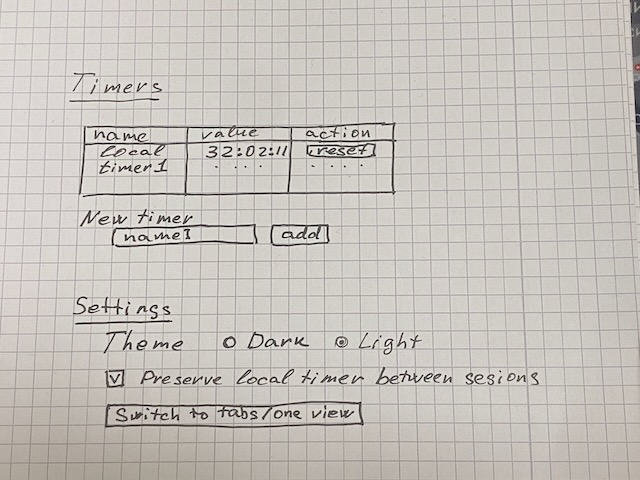 Timers
name value action
local 32:02:11 reset
timer1 .... ....
New timer
name1 add
Settings
Theme Dark Light
Preserve local timer between sesions
Switch to tabs/one view